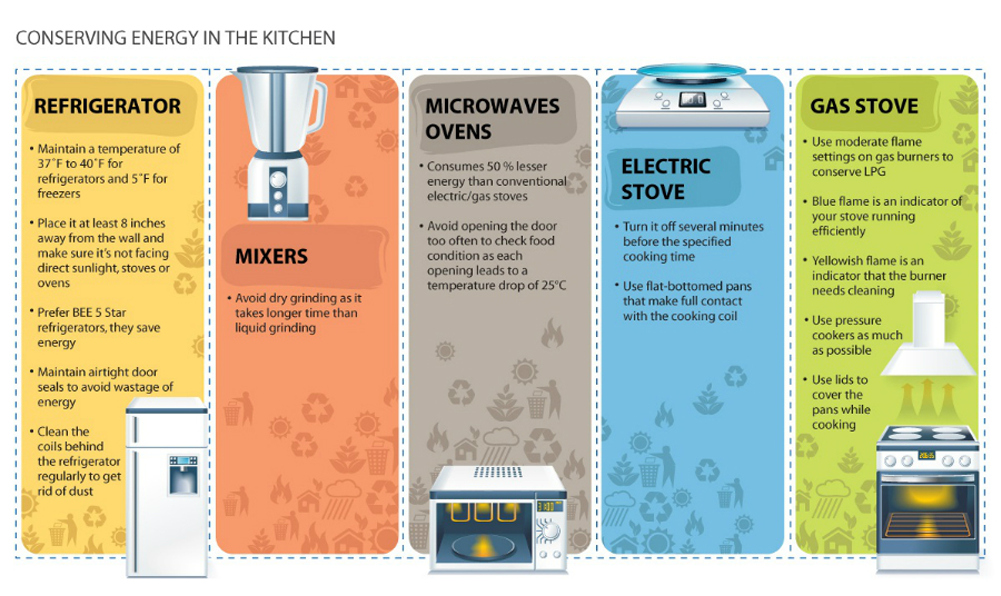 CONSERVING ENERGY IN THE KITCHEN
REFRIGERATOR
• Maintain a temperature of
37˚F to 40˚F for
refrigerators and 5˚F for
freezers
• Place it at least 8 inches
away from the wall and
make sure it's not facing
direct sunlight, stoves or
ovens
• Prefer BEE 5 Star
refrigerators, they save
energy
• Maintain airtight door
seals to avoid wastage of
energy
• Clean the
coils behind
the refrigerator
regularly to get
rid of dust
MIXERS
• Avoid dry grinding as it
takes longer time than
liquid grinding
MICROWAVES
OVENS
• Consumes 50 % lesser
energy than conventional
electric/gas stoves
• Avoid opening the door
too often to check food
condition as each
opening leads to a
temperature drop of 25°C
ELECTRIC
STOVE
• Turn it off several minutes
before the specified
cooking time
• Use flat-bottomed pans
that make full contact
with the cooking coil
GAS STOVE
• Use moderate flame
settings on gas burners to
conserve LPG
• Blue flame is an indicator of
your stove running
efficiently
• Yellowish flame is an
indicator that the burner
needs cleaning
• Use pressure
cookers as much
as possible
• Use lids to
cover the
pans while
cooking